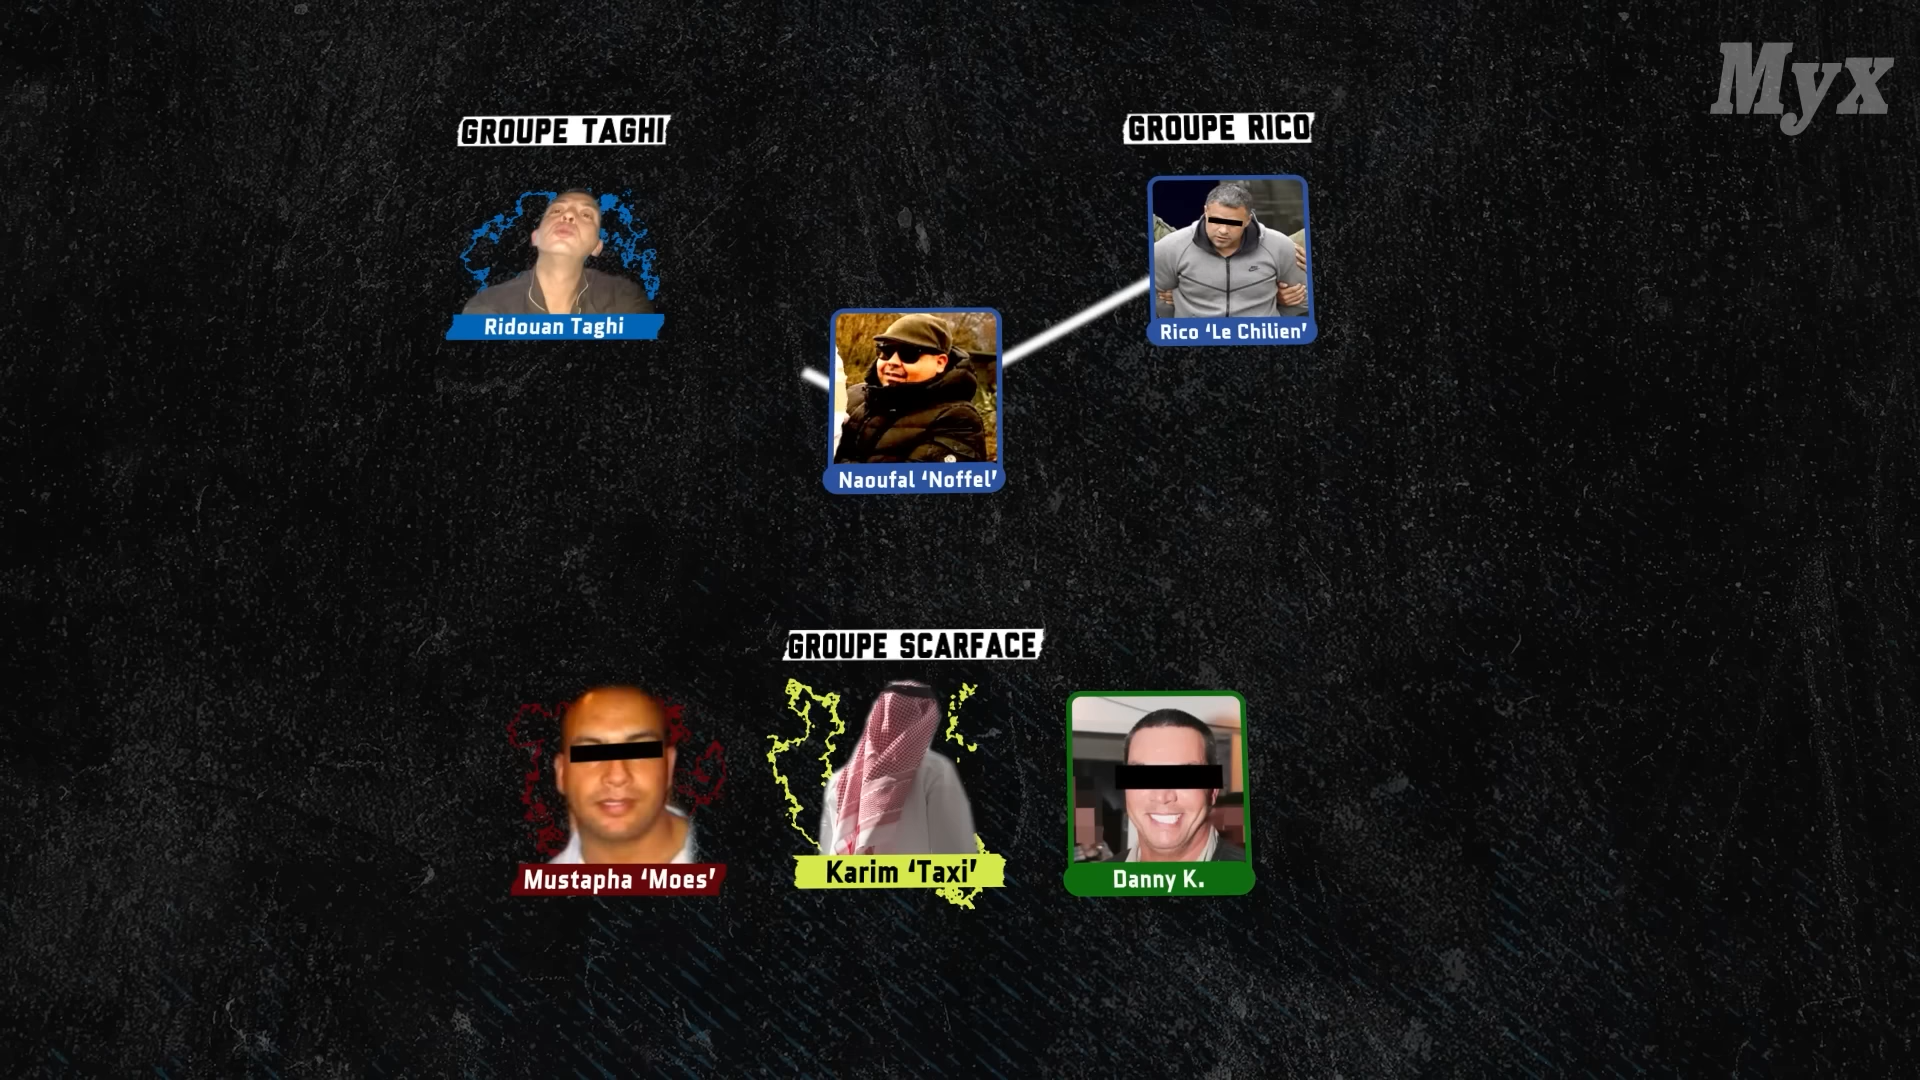 Myx
GROUPE TAGHI
GROUPE RICO
Ridouan Taghi
Rico ‘Le Chilien’
Naoufal ‘Noffel’
GROUPE SCARFACE
Mustapha ‘Moes’
Karim ‘Taxi’
Danny K.